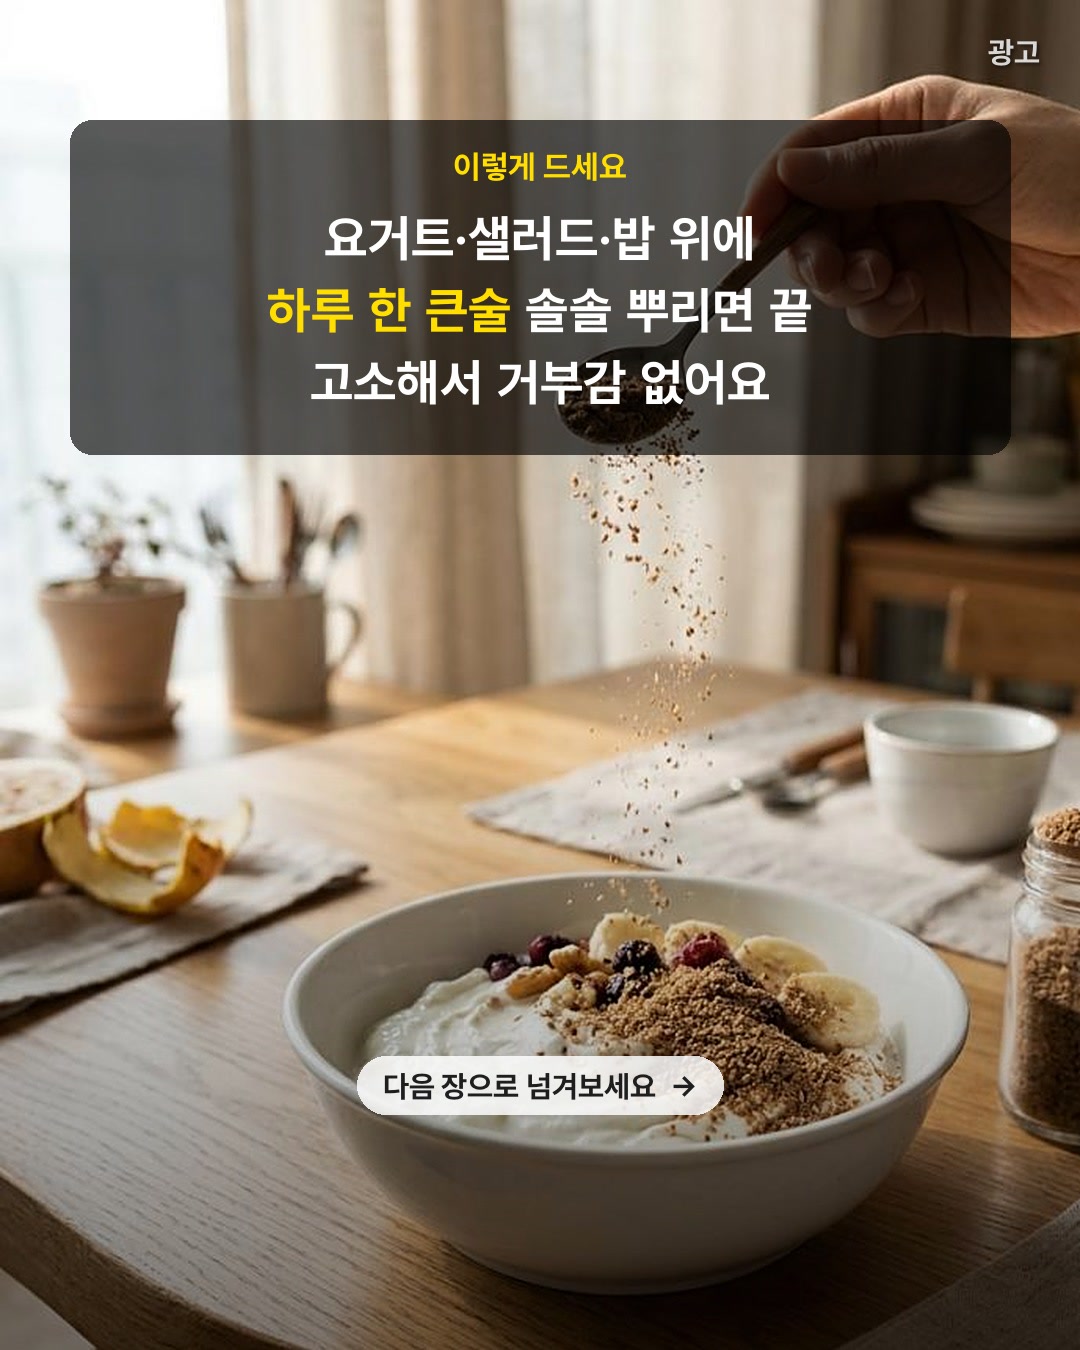 광고
이렇게 드세요
요거트·샐러드·밥 위에
하루 한 큰술 솔솔 뿌리면 끝
고소해서 거부감 없어요
다음 장으로 넘겨보세요 →